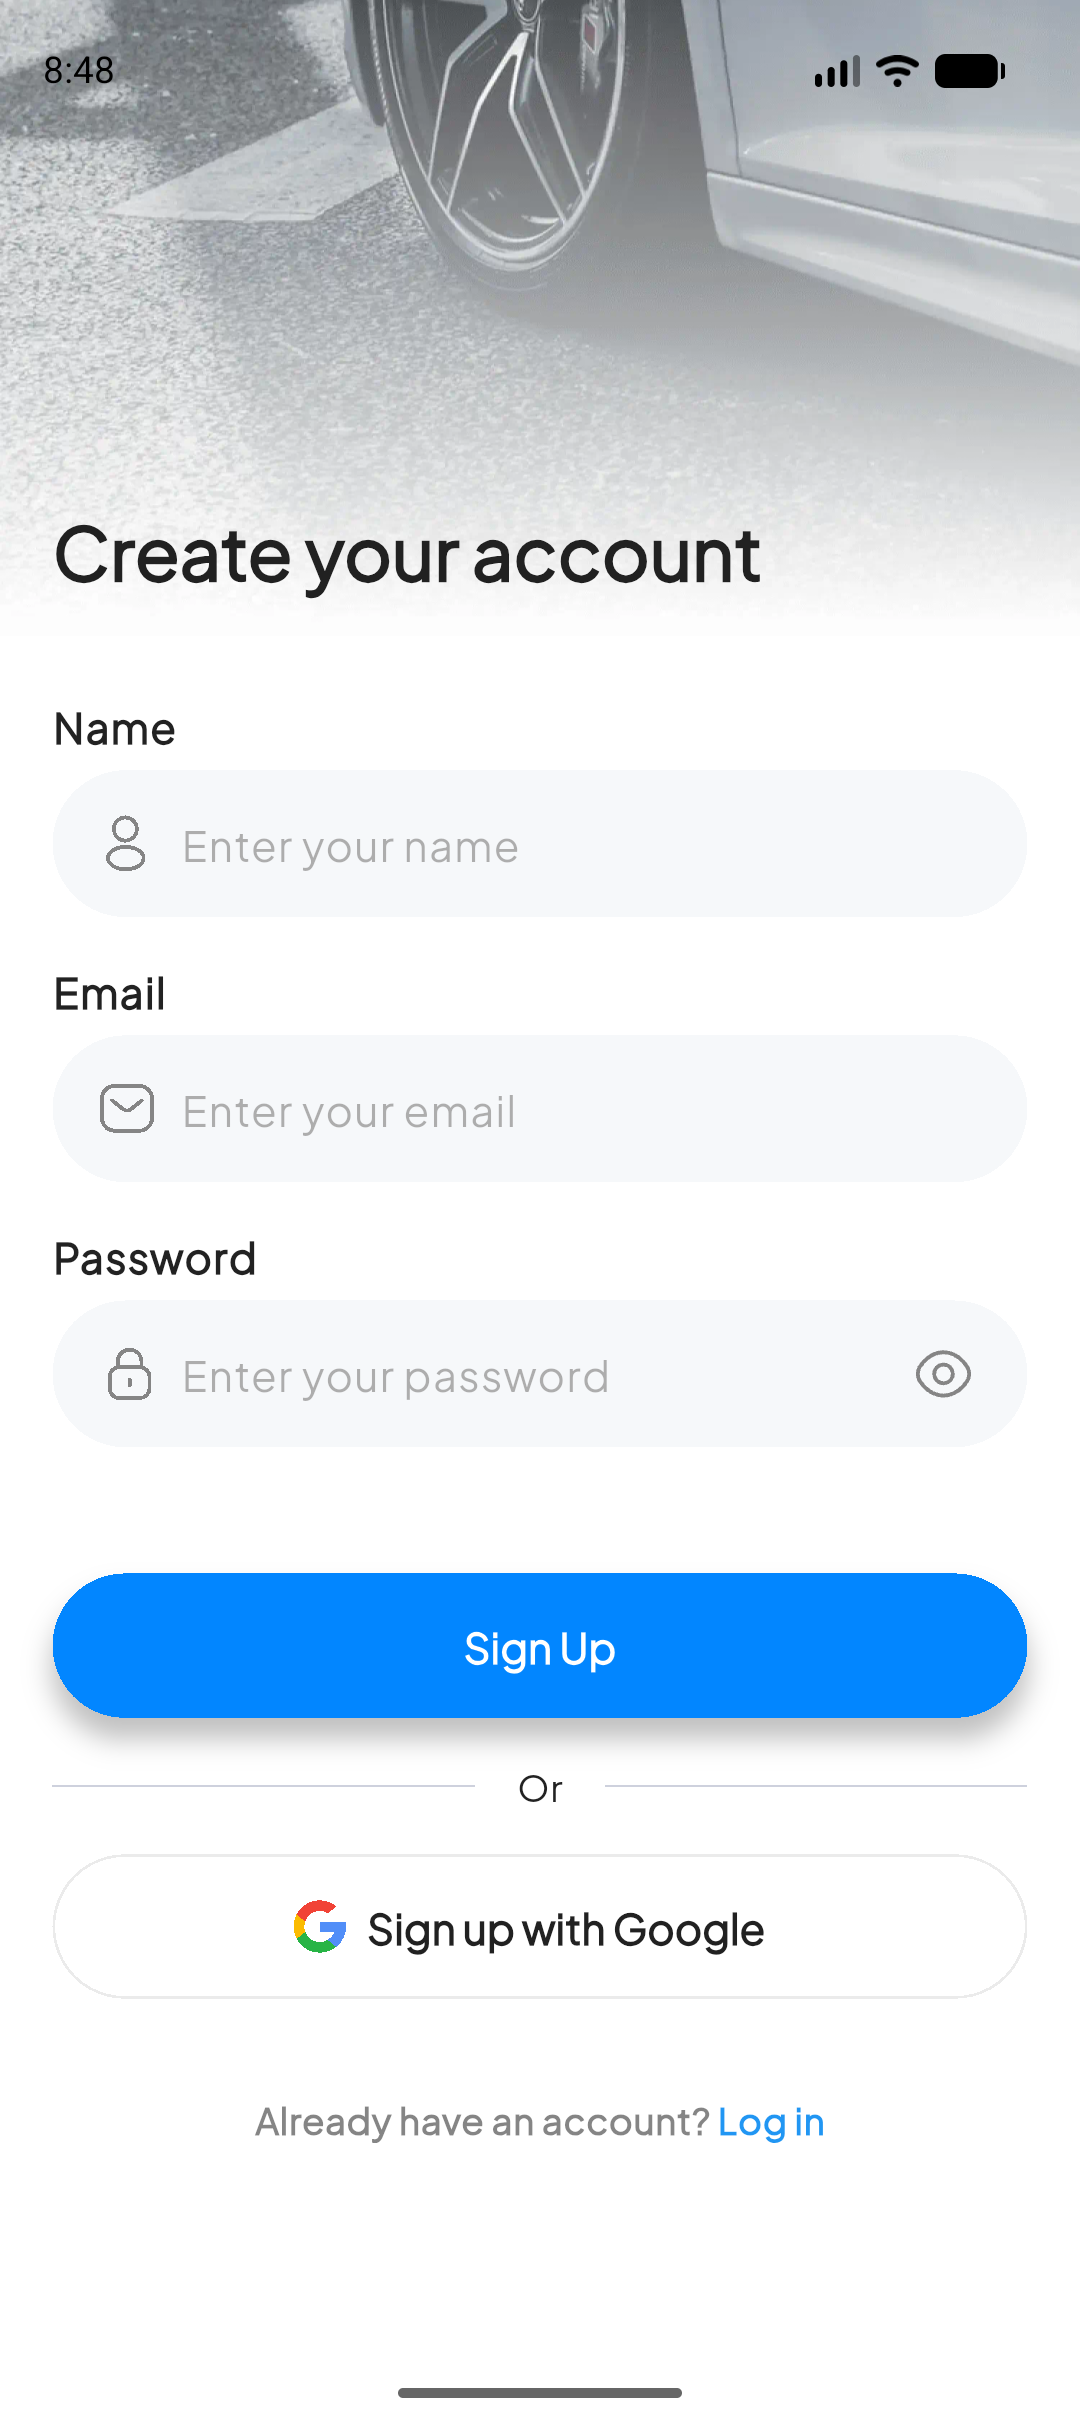 8:48
Create your account
Name
Enter your name
Email
Enter your email
Password
Enter your password
Sign Up
Or
Sign up with Google
Already have an account? Log in